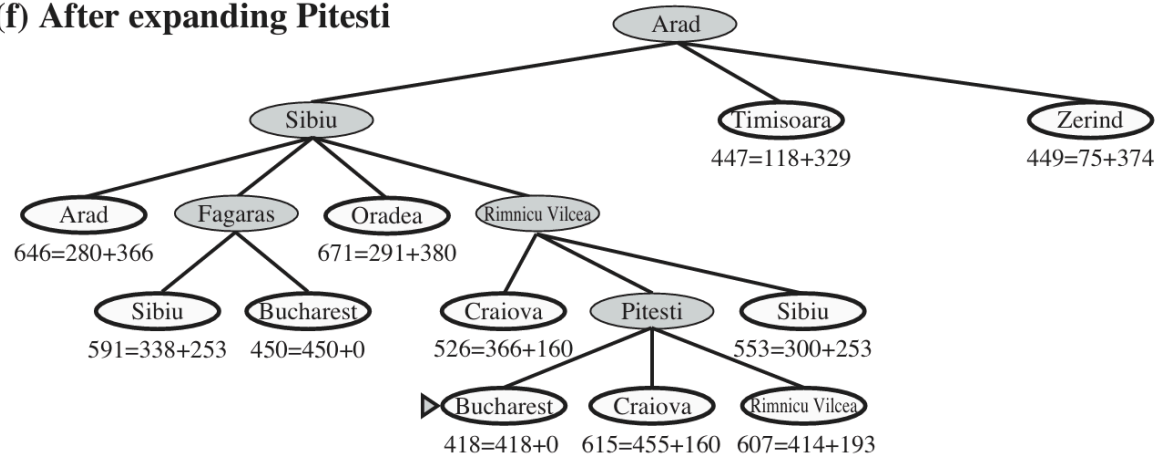 (f) After expanding Pitesti
Arad
Sibiu
Timisoara
Zerind
447=118+329
449=75+374
Arad
Fagaras
Oradea
Rimnicu Vilcea
646=280+366
671=291+380
Sibiu
Bucharest
Craiova
Pitesti
Sibiu
591=338+253
450=450+0
526=366+160
553=300+253
Bucharest
Craiova
Rimnicu Vilcea
418=418+0
615=455+160
607=414+193